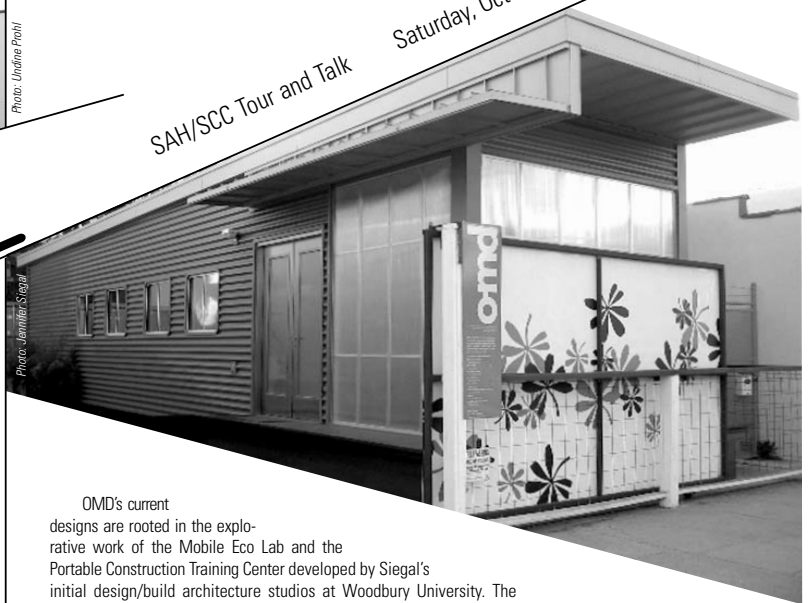 Photo: Undine Prohl
SAH/SCC Tour and Talk Saturday,
Photo: Jennifer Siegal
omd
OMD's current
designs are rooted in the explo-
rative work of the Mobile Eco Lab and the
Portable Construction Training Center developed by Siegal's
initial design/build architecture studios at Woodbury University. The